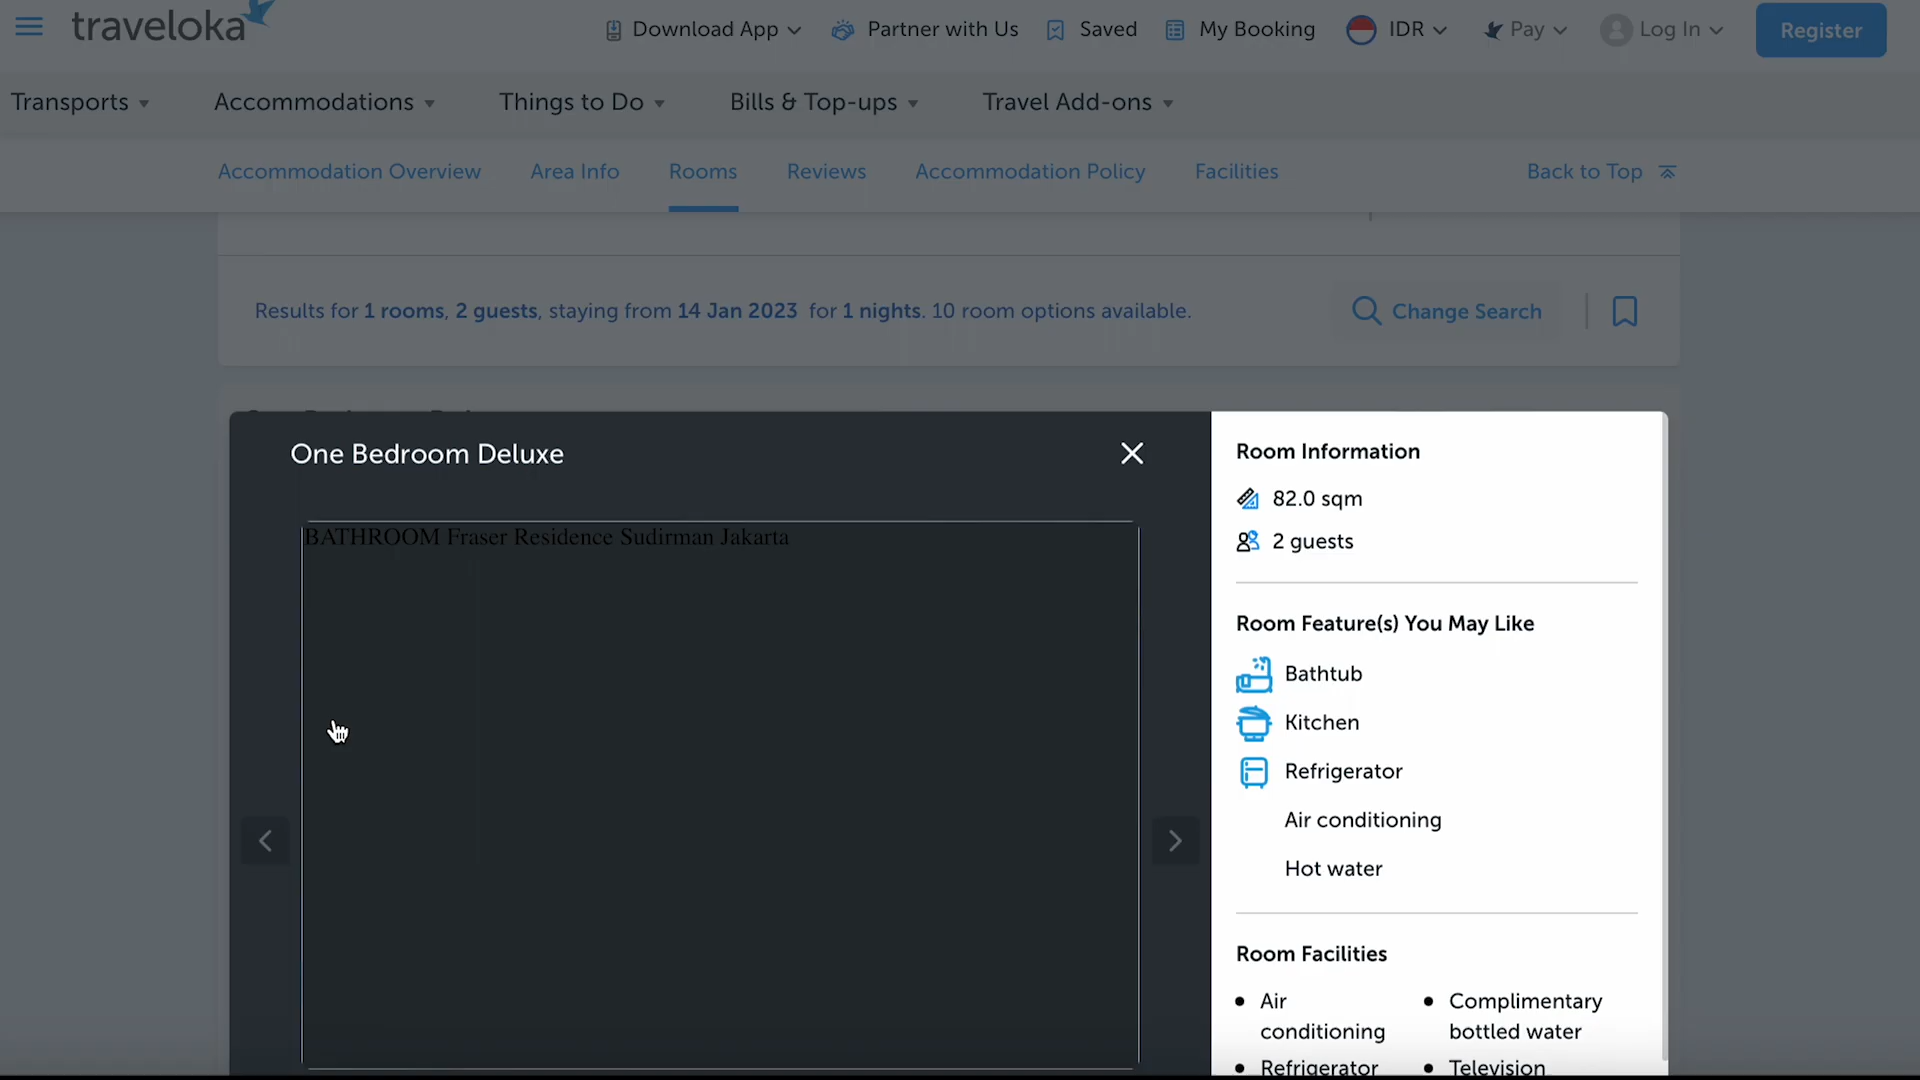 traveloka
Download App
Partner with Us
Saved
My Booking
IDR
Pay
Log In
Register
Transports
Accommodations
Things to Do
Bills & Top-ups
Travel Add-ons
Accommodation Overview
Area Info
Rooms
Reviews
Accommodation Policy
Facilities
Back to Top
Results for 1 rooms, 2 guests, staying from 14 Jan 2023 for 1 nights. 10 room options available.
Change Search
One Bedroom Deluxe
BATHROOM Fraser Residence Sudirman Jakarta
Room Information
82.0 sqm
2 guests
Room Feature(s) You May Like
Bathtub
Kitchen
Refrigerator
Air conditioning
Hot water
Room Facilities
Air
conditioning
Complimentary
bottled water
Refrigerator
Television